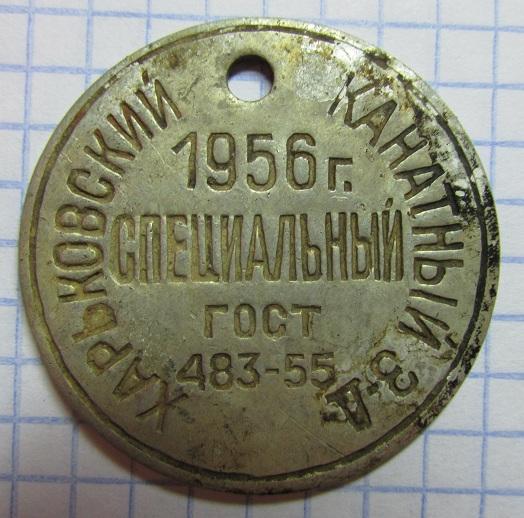 ХАРЬКОВСКИЙ КАНАТНЫЙ З-Д
1956 г.
СПЕЦИАЛЬНЫЙ
ГОСТ
483-55